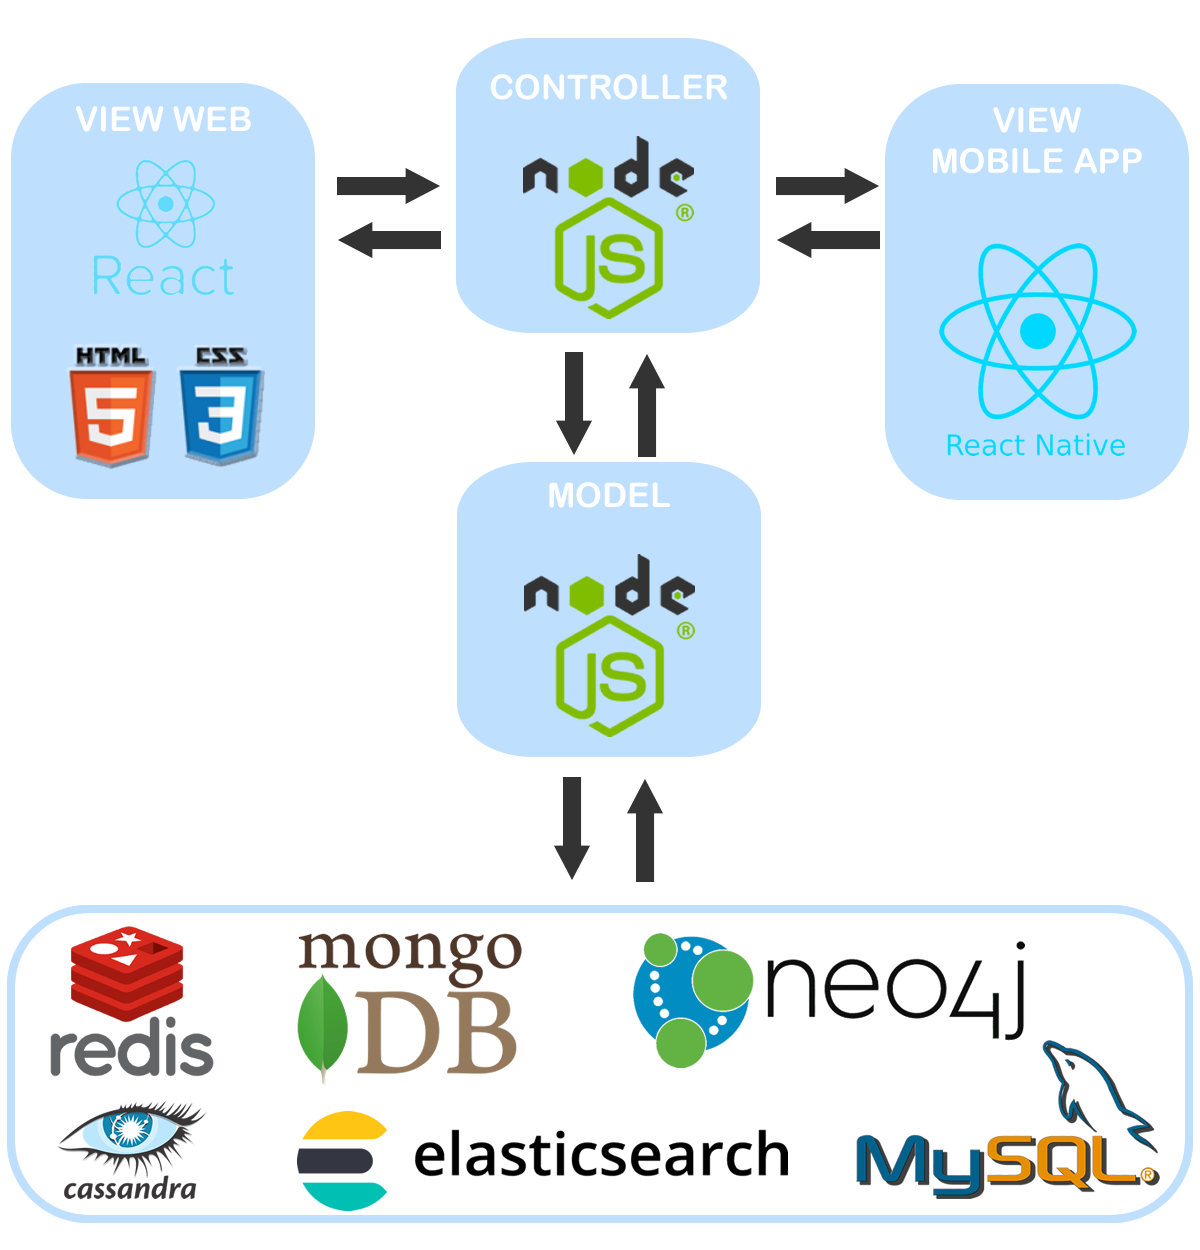 CONTROLLER
node
JS
®
VIEW WEB
React
HTML
5
CSS
3
VIEW
MOBILE APP
React Native
MODEL
node
JS
®
redis
mongo
DB
neo4j
cassandra
elasticsearch
MySQL®